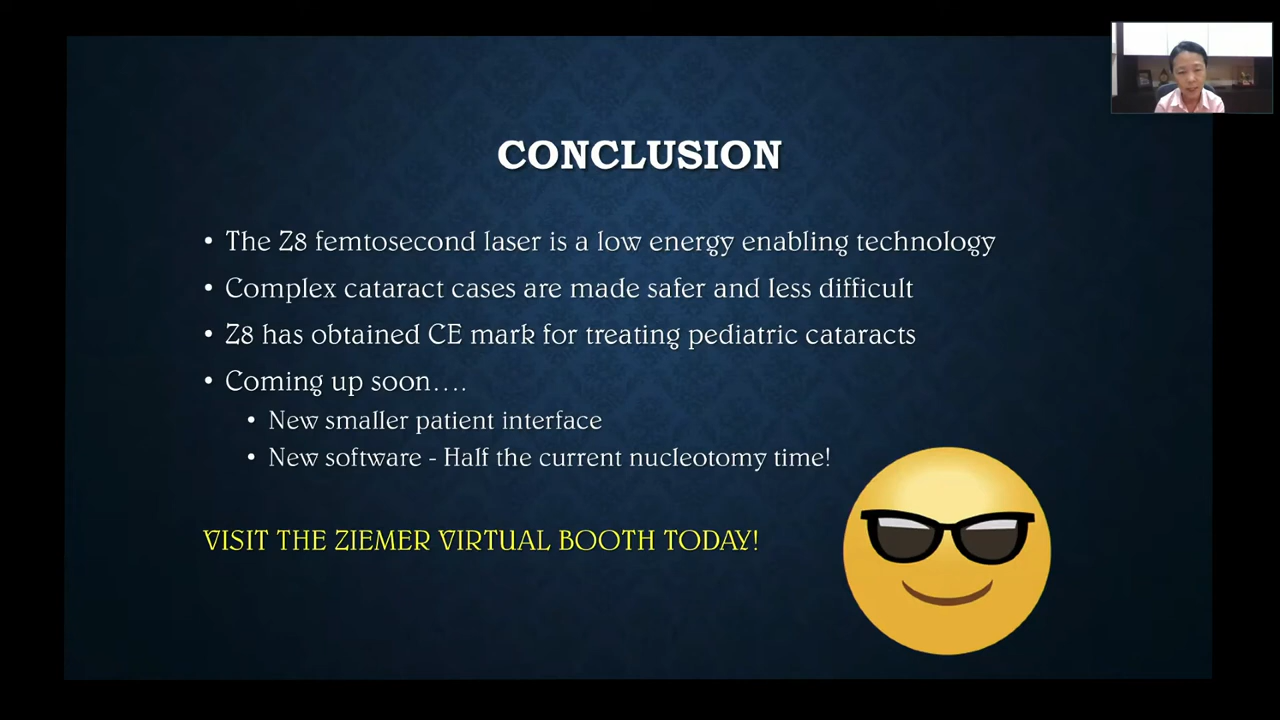 CONCLUSION
• The Z8 femtosecond laser is a low energy enabling technology
• Complex cataract cases are made safer and less difficult
• Z8 has obtained CE mark for treating pediatric cataracts
• Coming up soon….
• New smaller patient interface
• New software - Half the current nucleotomy time!
VISIT THE ZIEMER VIRTUAL BOOTH TODAY!